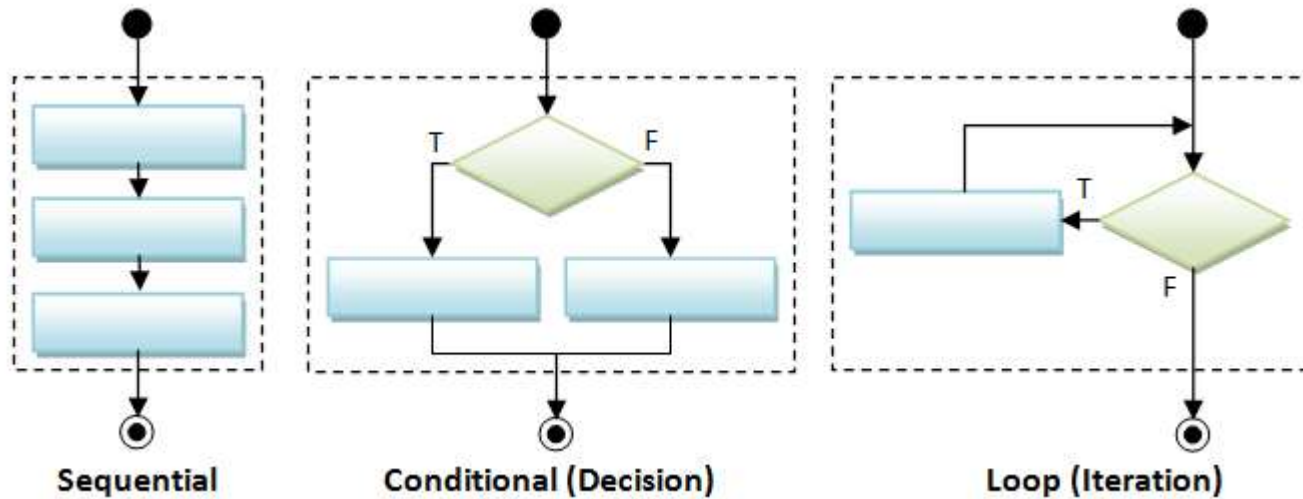 T
F
T
F
Sequential
Conditional (Decision)
Loop (Iteration)